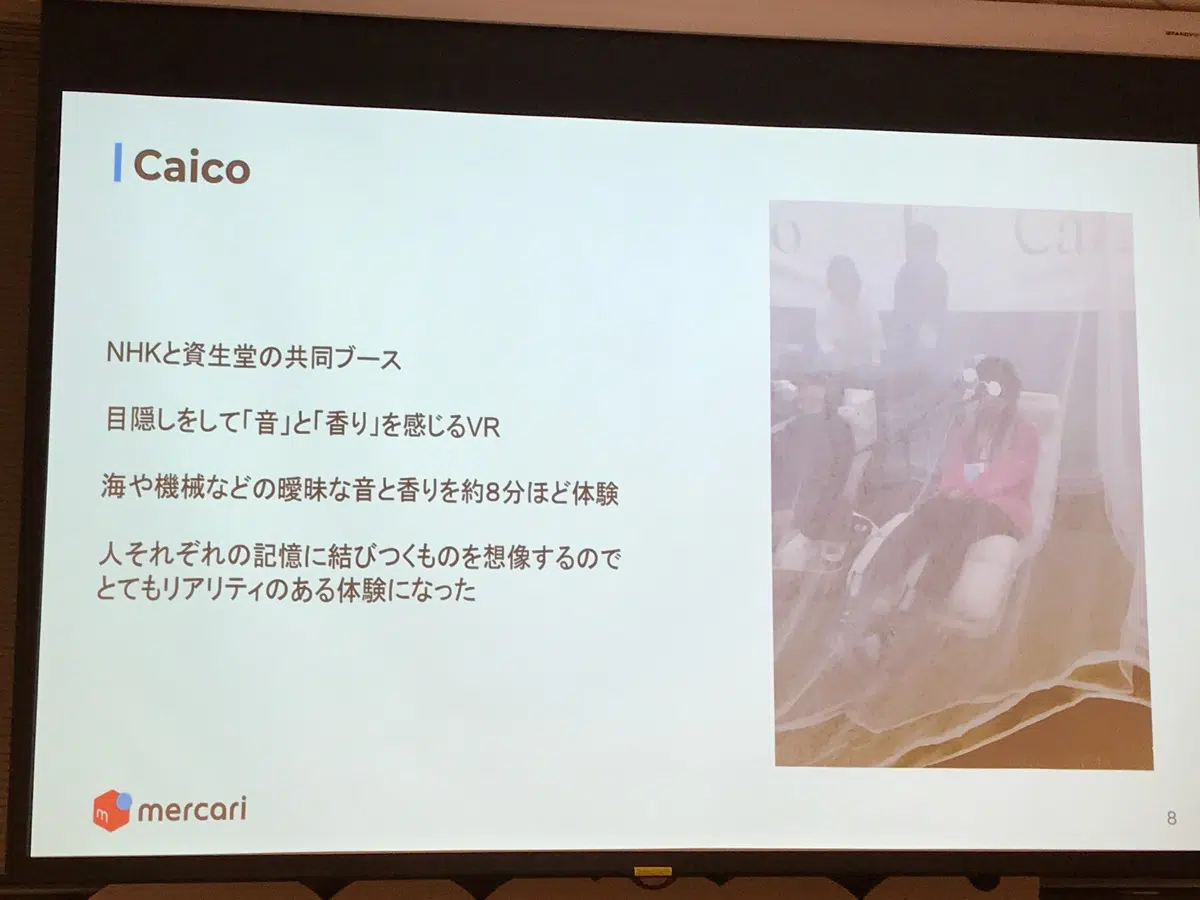 Caico
NHKと資生堂の共同ブース
目隠しをして「音」と「香り」を感じるVR
海や機械などの曖昧な音と香りを約8分ほど体験
人それぞれの記憶に結びつくものを想像するので
とてもリアリティのある体験になった
o
Cai
m
mercari
8